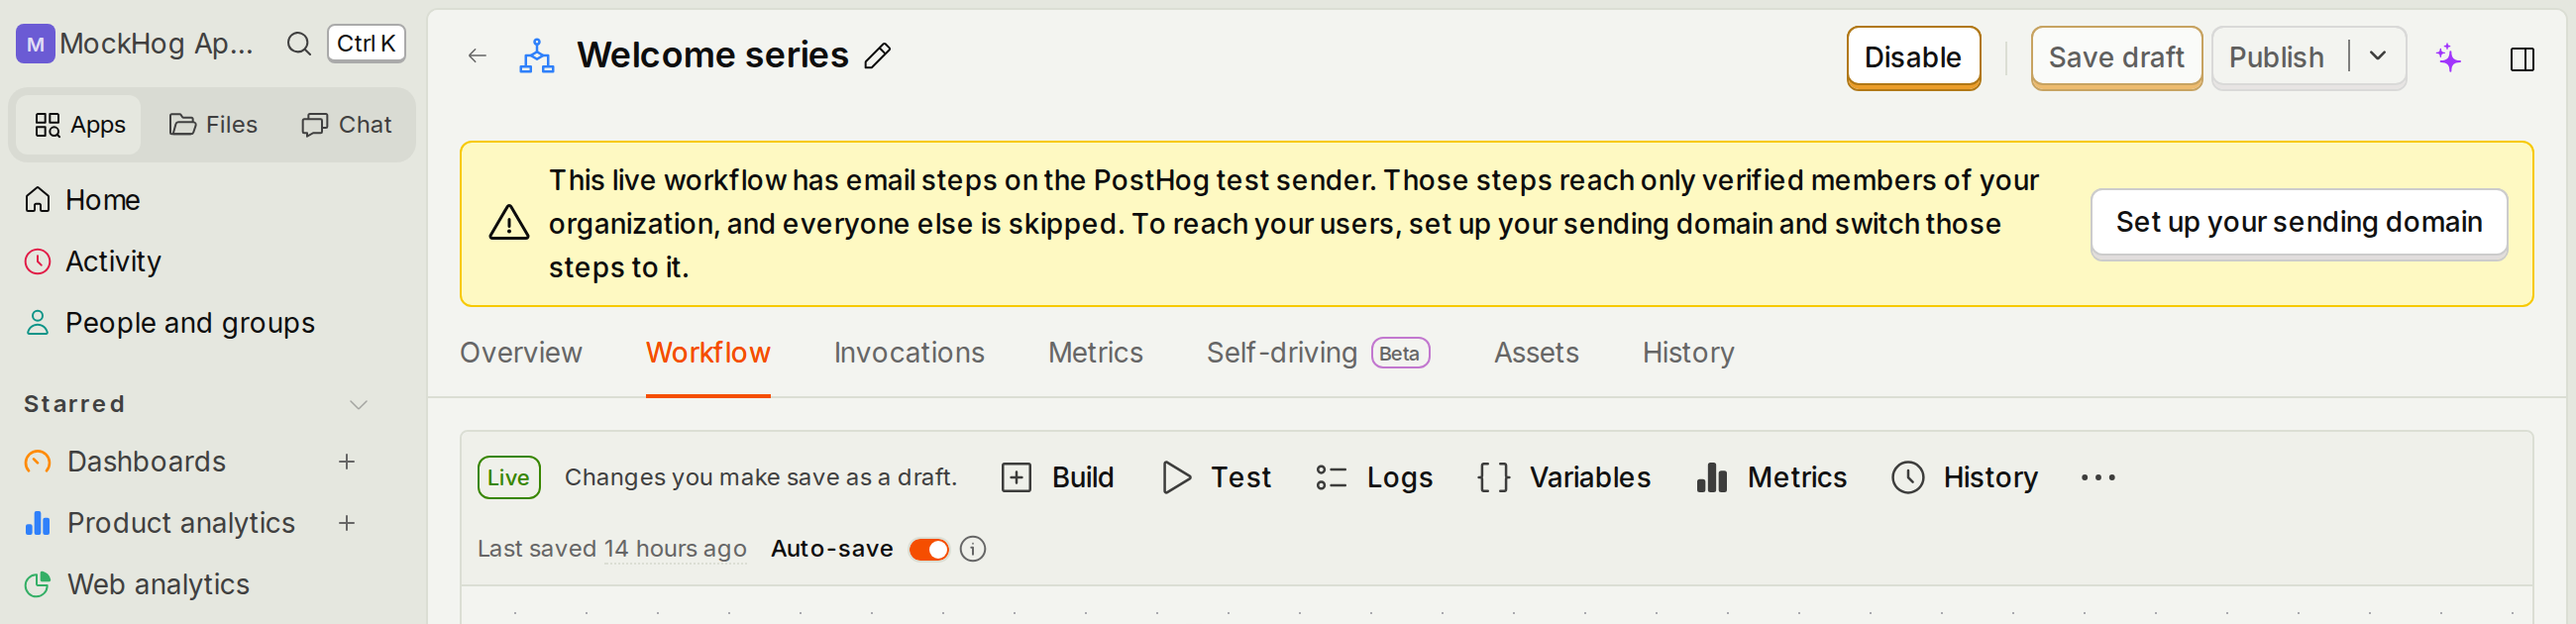 M MockHog Ap... Ctrl K
Apps Files Chat
Home
Activity
People and groups
Starred
Dashboards +
Product analytics +
Web analytics
Welcome series
Disable Save draft Publish
This live workflow has email steps on the PostHog test sender. Those steps reach only verified members of your
organization, and everyone else is skipped. To reach your users, set up your sending domain and switch those
steps to it.
Set up your sending domain
Overview Workflow Invocations Metrics Self-driving Beta Assets History
Live Changes you make save as a draft. Build Test Logs Variables Metrics History
Last saved 14 hours ago Auto-save